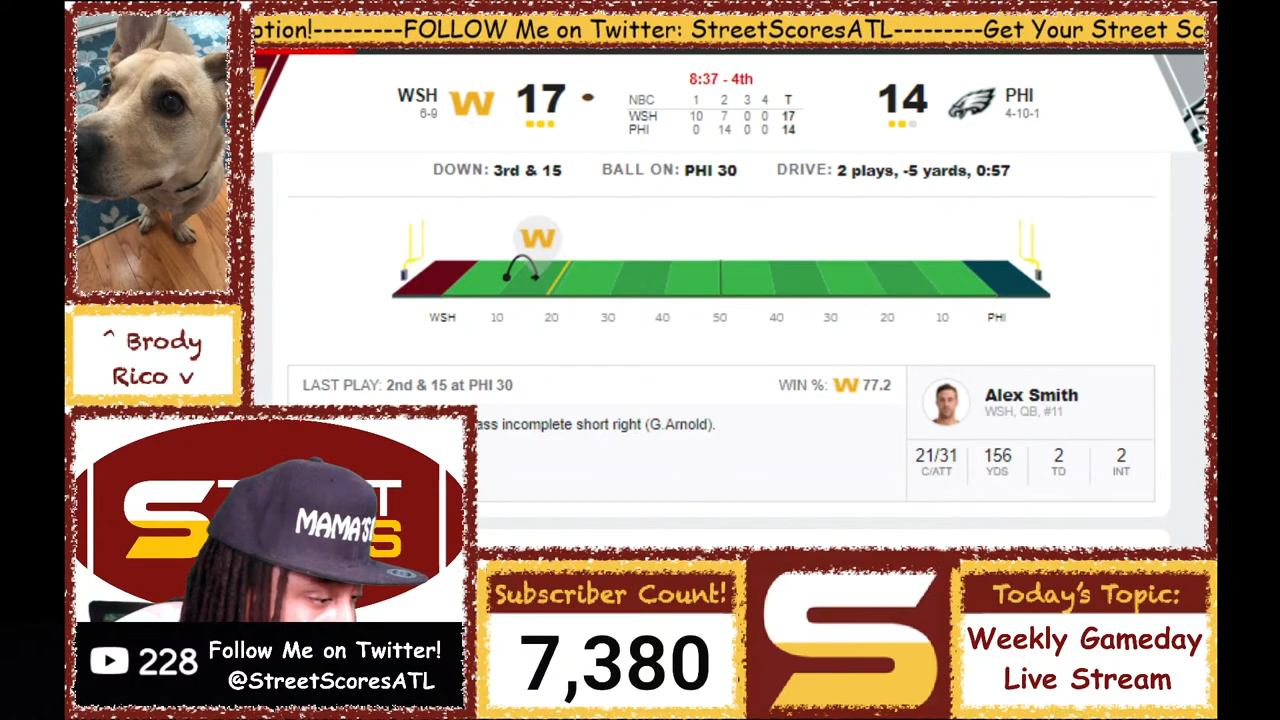 ption!---------FOLLOW Me on Twitter: StreetScoresATL---------Get Your Street Sc
WSH
6-9
W
17
8:37 - 4th
NBC 1 2 3 4 T
WSH 10 7 0 0 17
PHI 0 14 0 0 14
14
PHI
4-10-1
DOWN: 3rd & 15
BALL ON: PHI 30
DRIVE: 2 plays, -5 yards, 0:57
W
WSH 10 20 30 40 50 40 30 20 10 PHI
^ Brody
Rico v
LAST PLAY: 2nd & 15 at PHI 30
WIN %: W 77.2
ass incomplete short right (G.Arnold).
Alex Smith
WSH, QB, #11
21/31 156 2 2
C/ATT YDS TD INT
MAMA'S
228
Follow Me on Twitter!
@StreetScoresATL
Subscriber Count!
7,380
S
Today's Topic:
Weekly Gameday
Live Stream